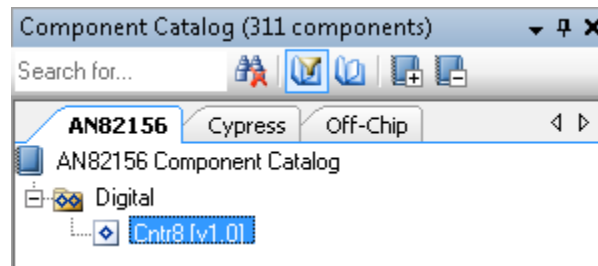 Component Catalog (311 components)
Search for...
AN82156 Cypress Off-Chip
AN82156 Component Catalog
Digital
Cntr8 [v1.0]